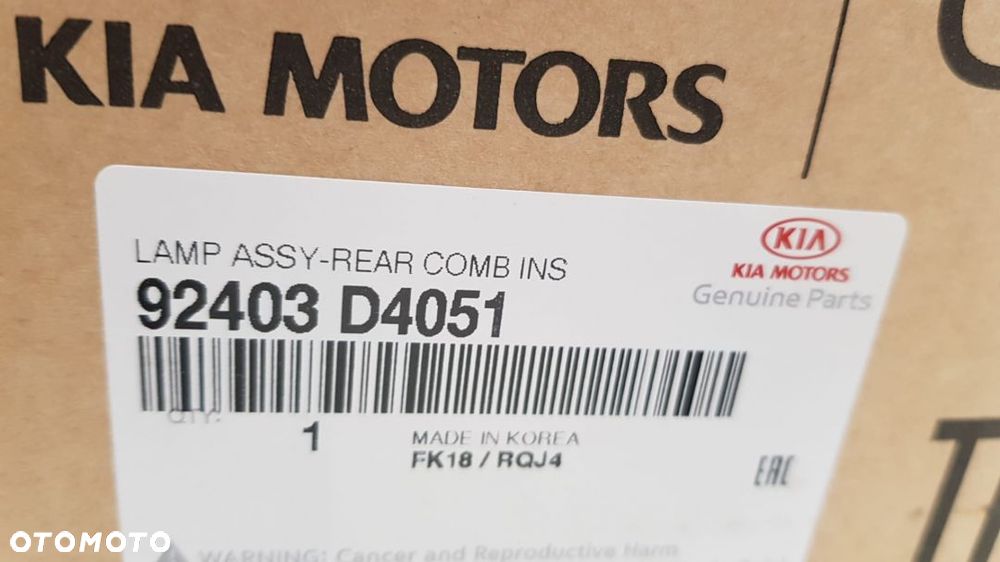 KIA MOTORS
LAMP ASSY-REAR COMB INS
92403 D4051
KIA
KIA MOTORS
Genuine Parts
QTY:
1
MADE IN KOREA
FK18 / RQJ4
EAC
WARNING: Cancer and Reproductive Harm
OTOMOTO